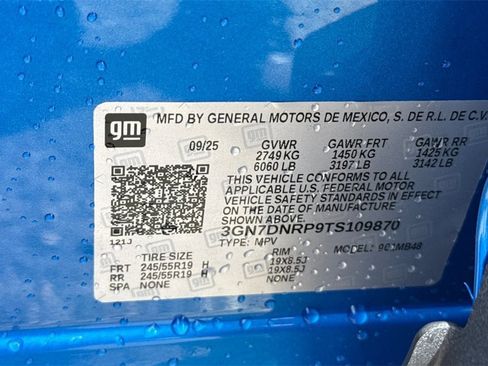 gm
MFD BY GENERAL MOTORS DE MEXICO, S. DE R.L. DE C.V.
09/25 GVWR GAWR FRT GAWR RR
2749 KG 1450 KG 1425 KG
6060 LB 3197 LB 3142 LB
THIS VEHICLE CONFORMS TO ALL
APPLICABLE U.S. FEDERAL MOTOR
VEHICLE SAFETY STANDARDS IN EFFECT
ON THE DATE OF MANUFACTURE
SHOWN ABOVE.
3GN7DNRP9TS109870
121J TYPE: MPV MODEL:
TIRE SIZE RIM
FRT 245/55R19 H 19X8.5J
RR 245/55R19 H 19X8.5J
SPA NONE NONE